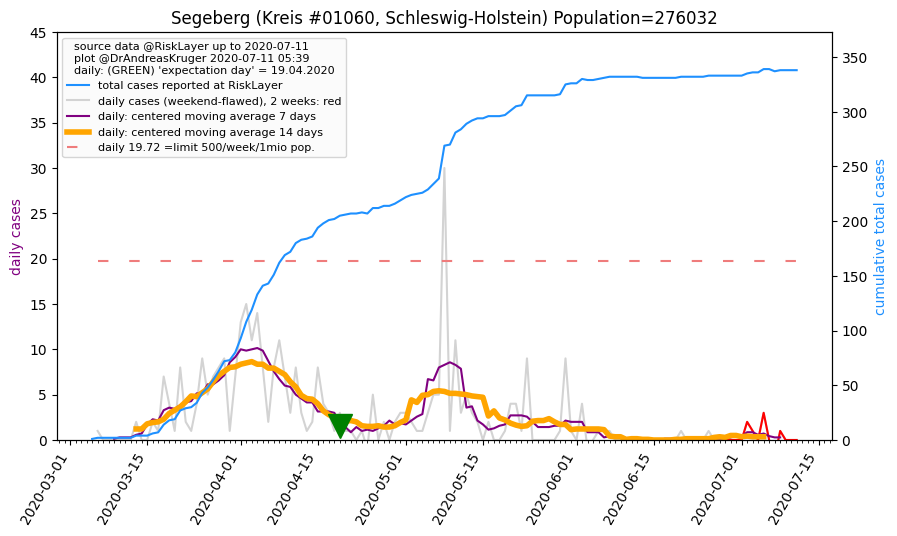 Segeberg (Kreis #01060, Schleswig-Holstein) Population=276032
source data @RiskLayer up to 2020-07-11
plot @DrAndreasKruger 2020-07-11 05:39
daily: (GREEN) 'expectation day' = 19.04.2020
total cases reported at RiskLayer
daily cases (weekend-flawed), 2 weeks: red
daily: centered moving average 7 days
daily: centered moving average 14 days
daily 19.72 =limit 500/week/1mio pop.
daily cases
45
40
35
30
25
20
15
10
5
0
cumulative total cases
350
300
250
200
150
100
50
0
2020-03-01
2020-03-15
2020-04-01
2020-04-15
2020-05-01
2020-05-15
2020-06-01
2020-06-15
2020-07-01
2020-07-15